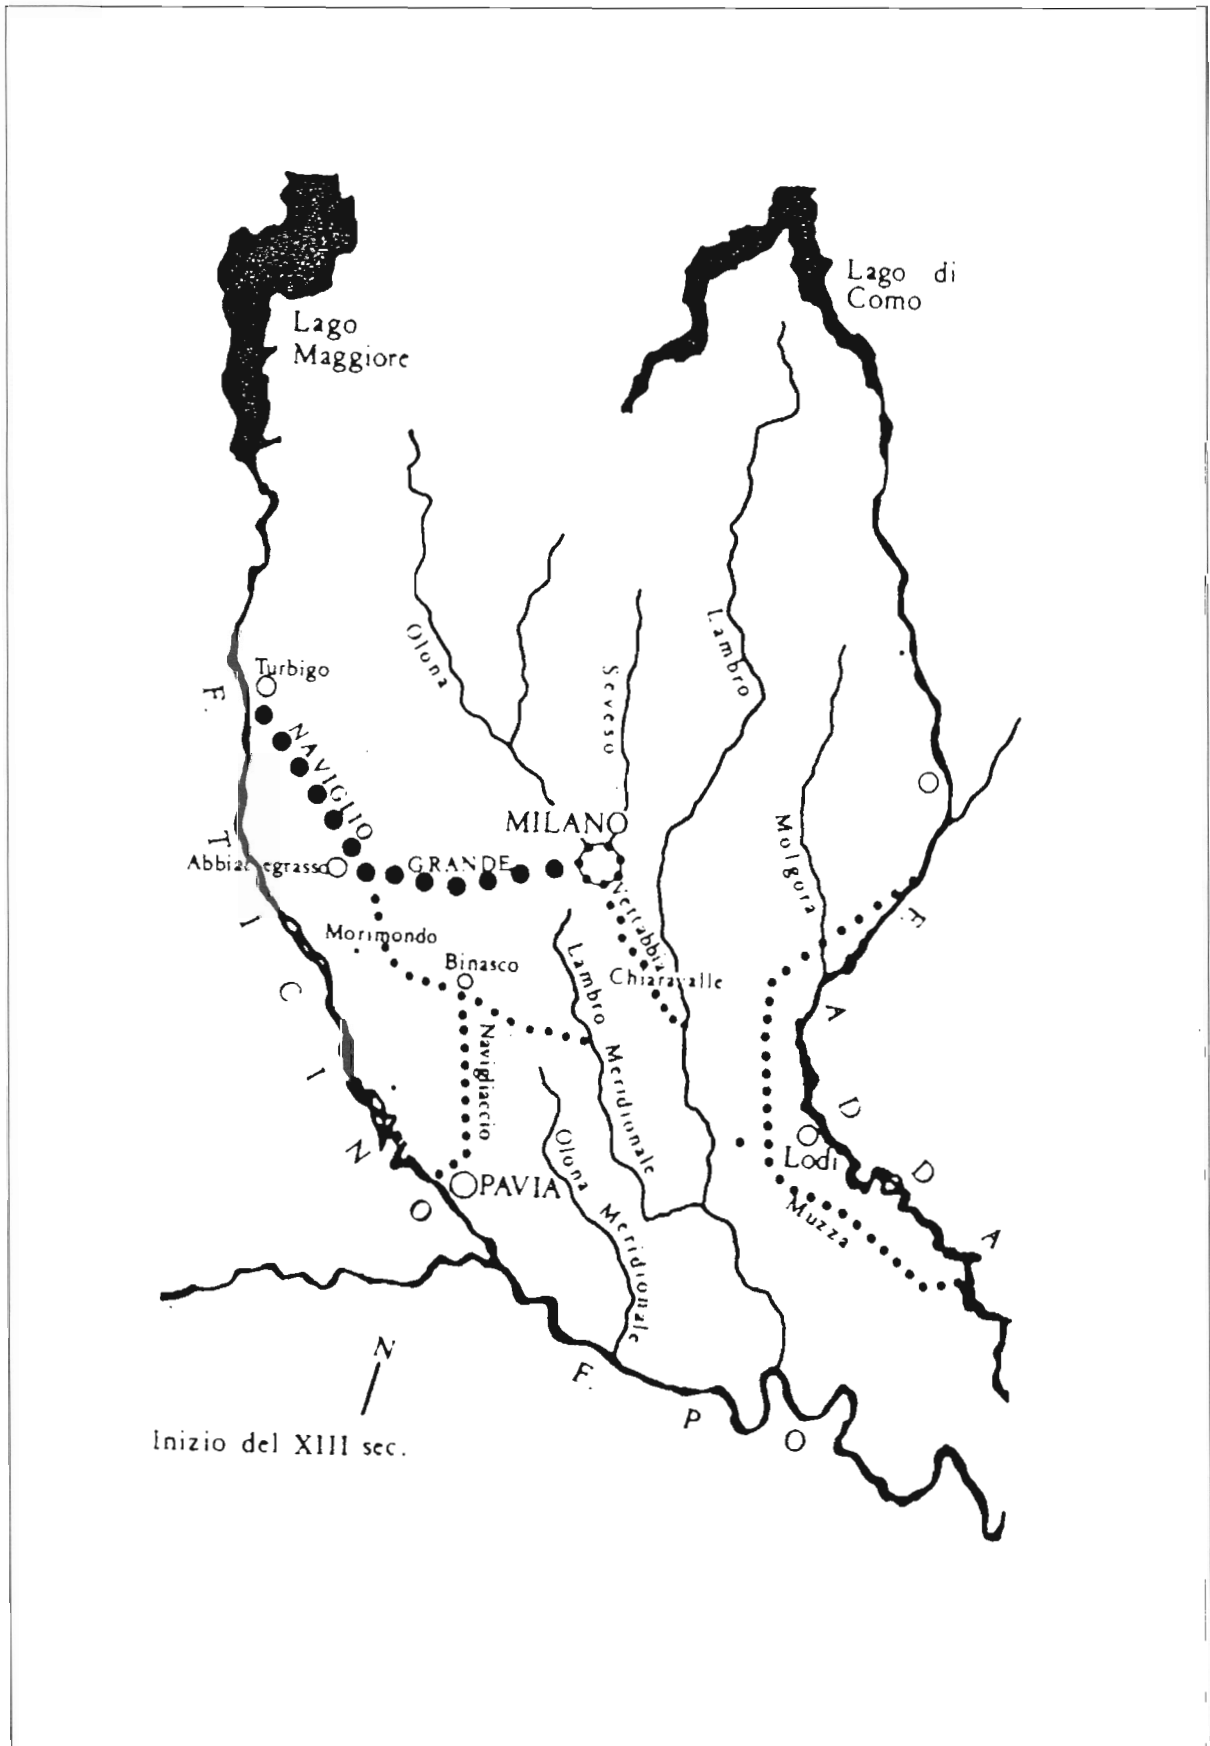 Lago di
Como
Lago
Maggiore
Olona
Lambro
Seveso
Turbigo
NAVIGLIO
GRANDE
MILANO
Molgora
Morimondo
Binasco
Nettabbia
Chiaravalle
Lambro Meridionale
Navigliaccio
Olona Meridionale
PAVIA
Lodi
Muzza
F. TICINO
F. ADDA
F. PO
N
Inizio del XIII sec.